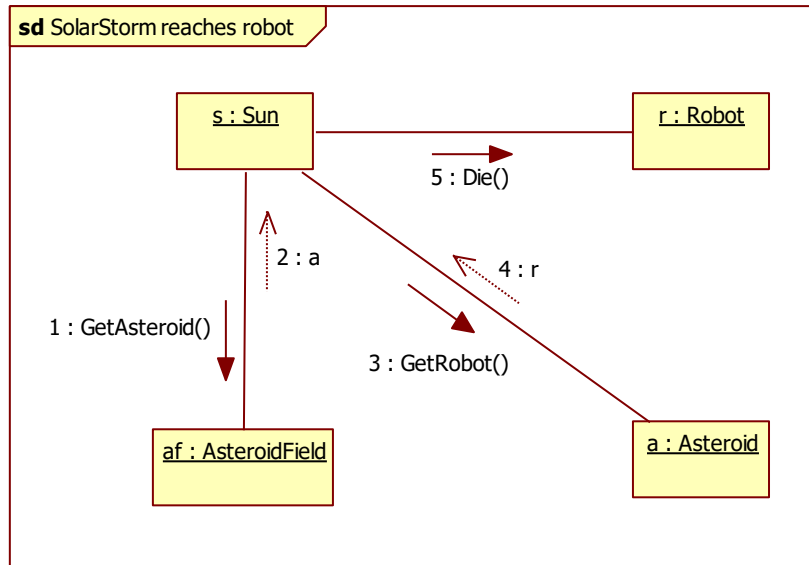 sd SolarStorm reaches robot
s : Sun
r : Robot
5 : Die()
2 : a
4 : r
1 : GetAsteroid()
3 : GetRobot()
af : AsteroidField
a : Asteroid